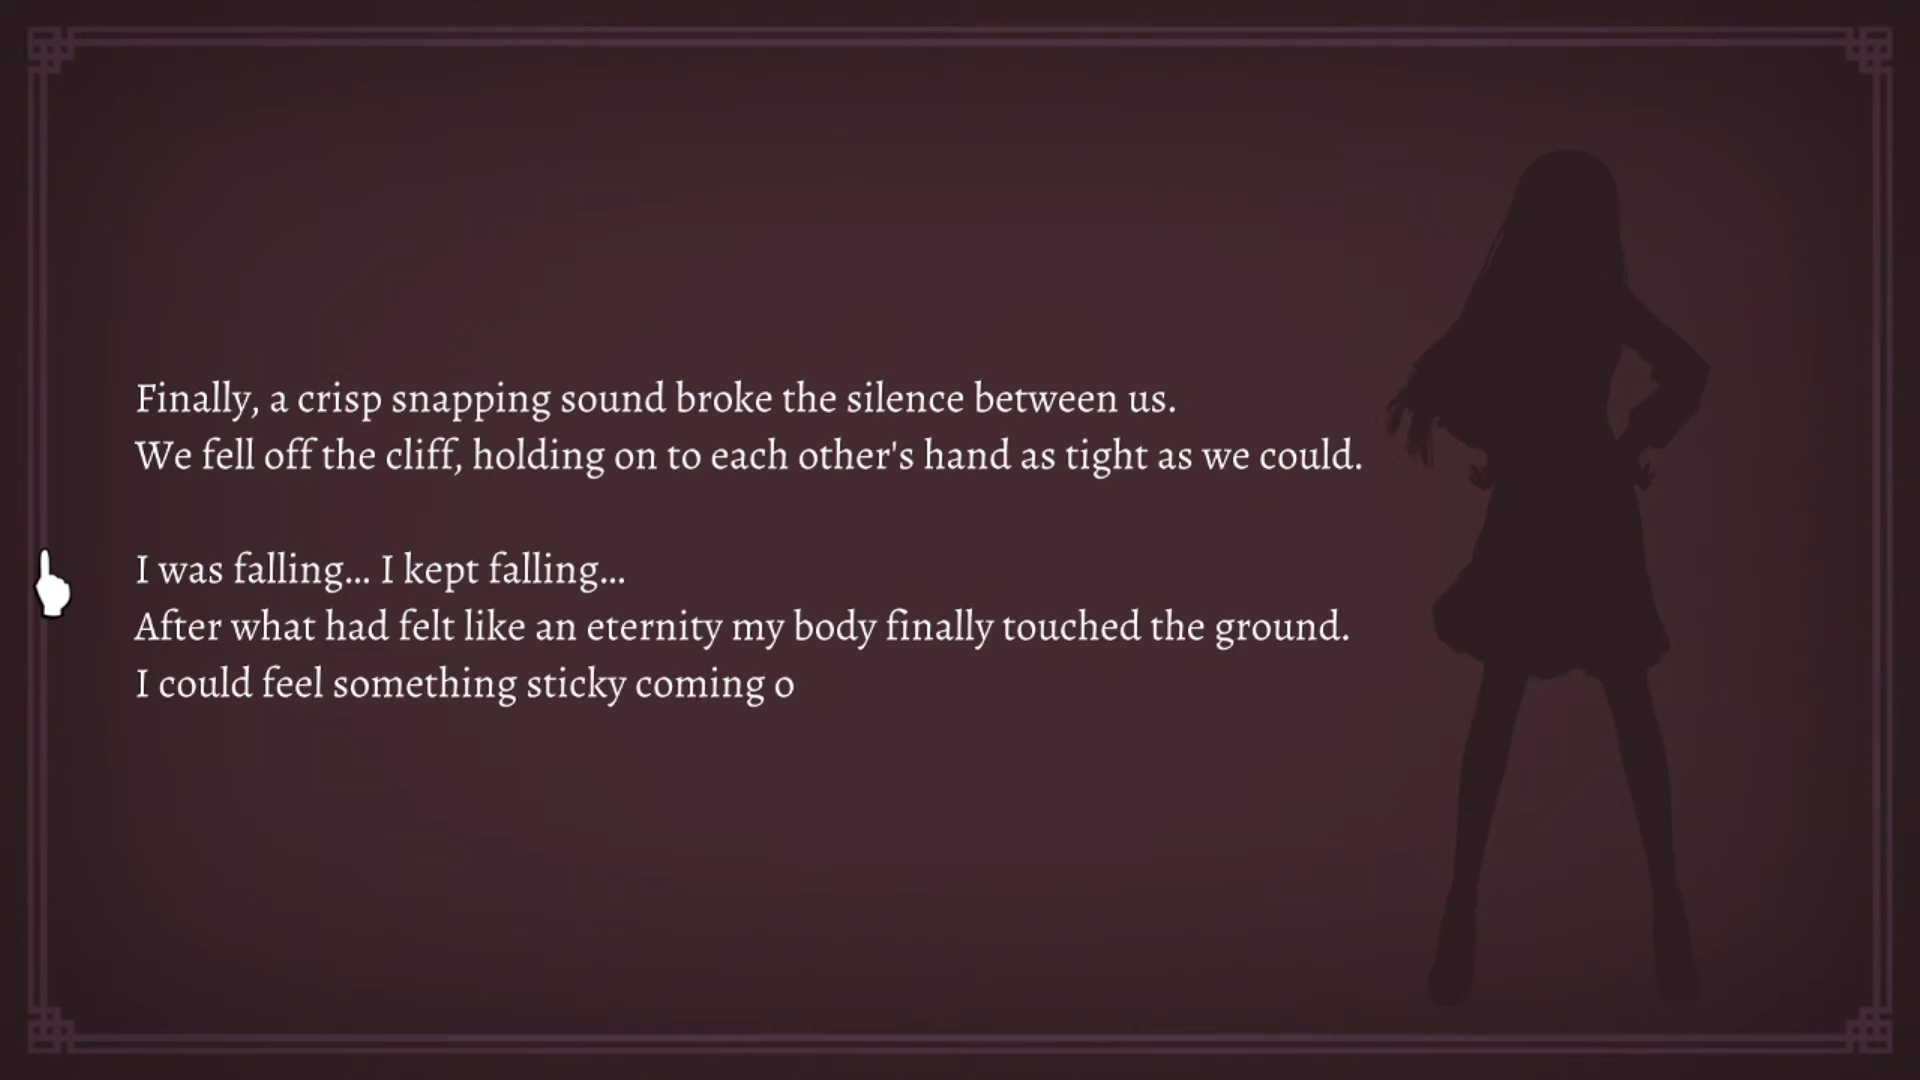 Finally, a crisp snapping sound broke the silence between us.
We fell off the cliff, holding on to each other's hand as tight as we could.
I was falling... I kept falling...
After what had felt like an eternity my body finally touched the ground.
I could feel something sticky coming o